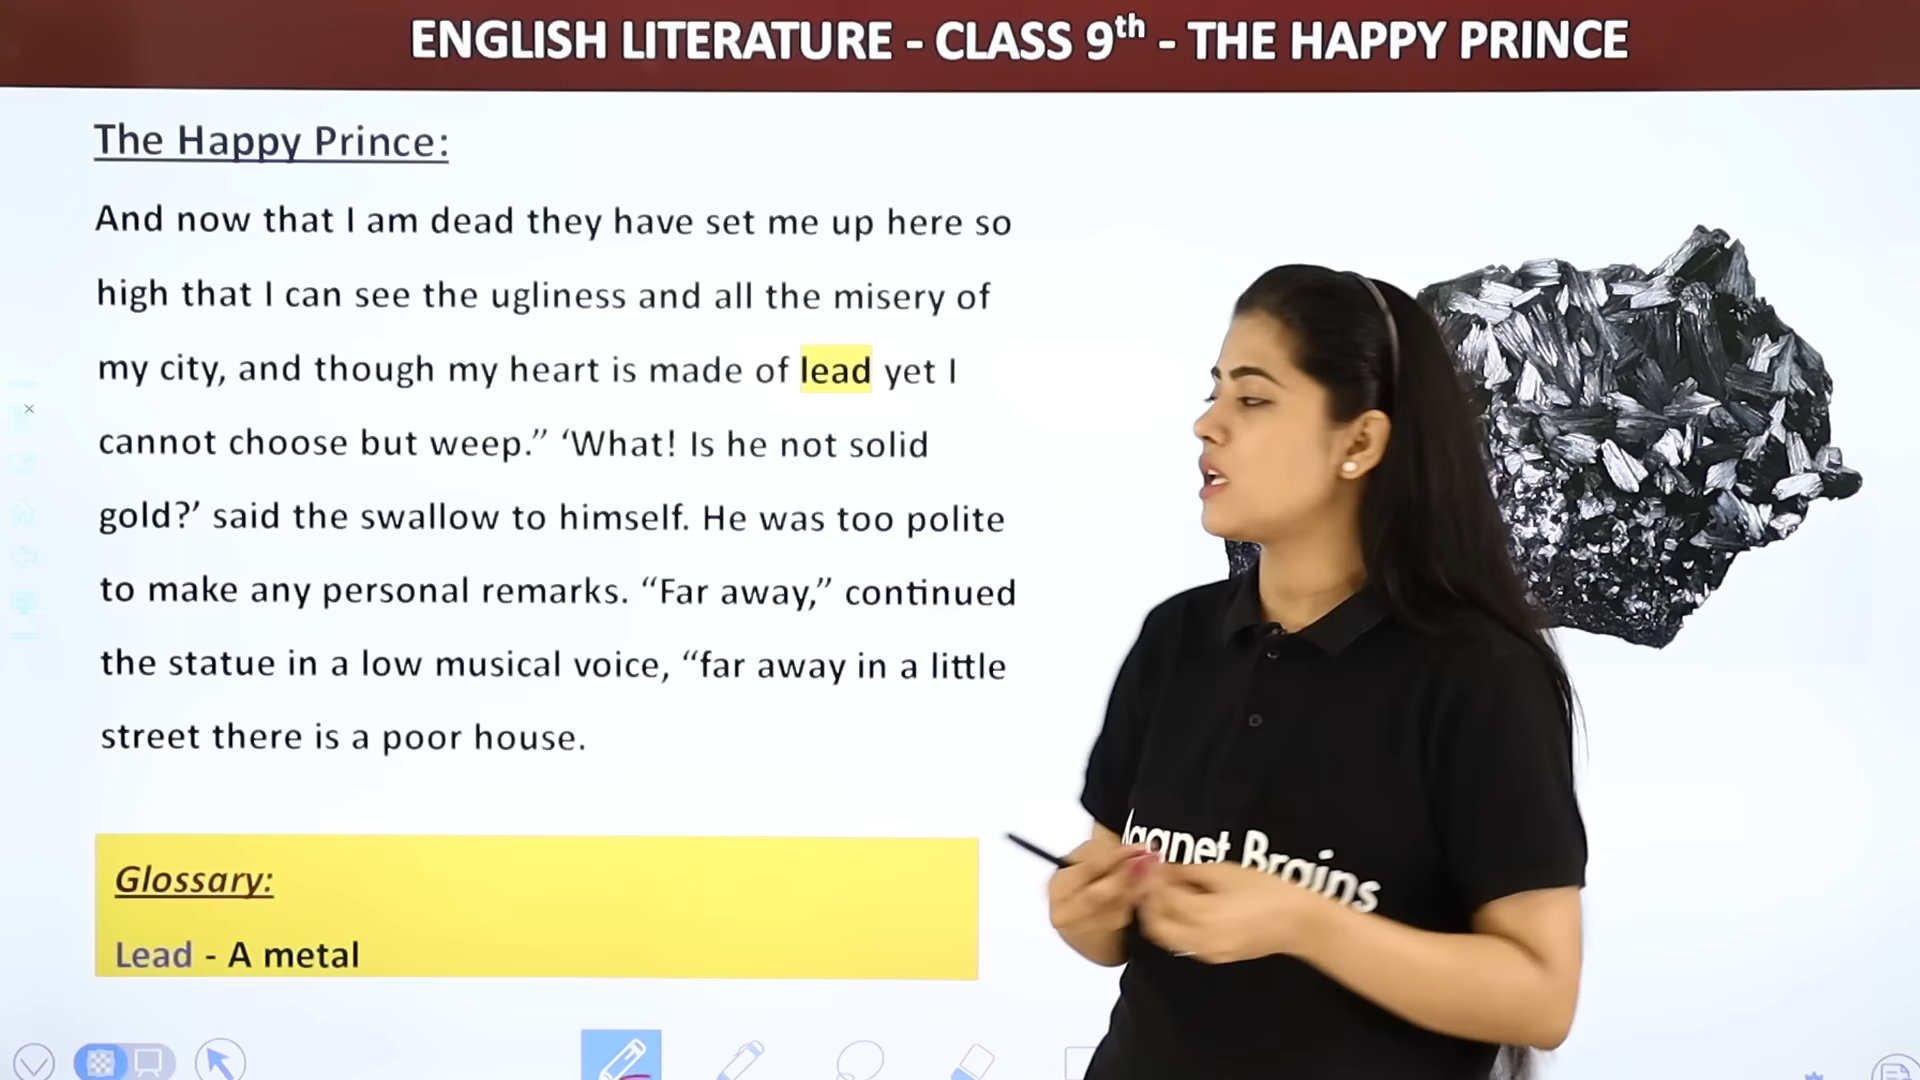 ENGLISH LITERATURE - CLASS 9th - THE HAPPY PRINCE
The Happy Prince:
And now that I am dead they have set me up here so
high that I can see the ugliness and all the misery of
my city, and though my heart is made of lead yet I
cannot choose but weep.” ‘What! Is he not solid
gold?’ said the swallow to himself. He was too polite
to make any personal remarks. “Far away,” continued
the statue in a low musical voice, “far away in a little
street there is a poor house.
Glossary:
Lead - A metal
Brains